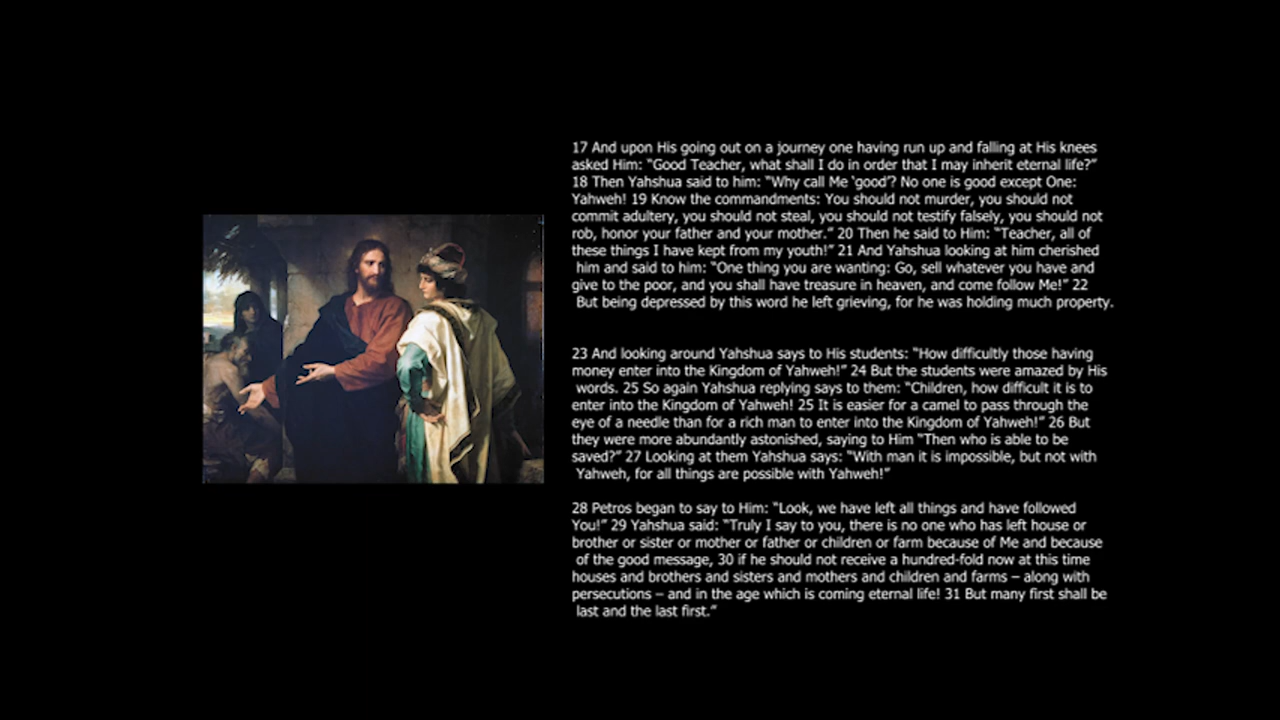 17 And upon His going out on a journey one having run up and falling at His knees
asked Him: “Good Teacher, what shall I do in order that I may inherit eternal life?”
18 Then Yahshua said to him: “Why call Me ‘good’? No one is good except One:
Yahweh! 19 Know the commandments: You should not murder, you should not
commit adultery, you should not steal, you should not testify falsely, you should not
rob, honor your father and your mother.” 20 Then he said to Him: “Teacher, all of
these things I have kept from my youth!” 21 And Yahshua looking at him cherished
him and said to him: “One thing you are wanting: Go, sell whatever you have and
give to the poor, and you shall have treasure in heaven, and come follow Me!” 22
But being depressed by this word he left grieving, for he was holding much property.
23 And looking around Yahshua says to His students: “How difficultly those having
money enter into the Kingdom of Yahweh!” 24 But the students were amazed by His
words. 25 So again Yahshua replying says to them: “Children, how difficult it is to
enter into the Kingdom of Yahweh! 25 It is easier for a camel to pass through the
eye of a needle than for a rich man to enter into the Kingdom of Yahweh!” 26 But
they were more abundantly astonished, saying to Him “Then who is able to be
saved?” 27 Looking at them Yahshua says: “With man it is impossible, but not with
Yahweh, for all things are possible with Yahweh!”
28 Petros began to say to Him: “Look, we have left all things and have followed
You!” 29 Yahshua said: “Truly I say to you, there is no one who has left house or
brother or sister or mother or father or children or farm because of Me and because
of the good message, 30 if he should not receive a hundred-fold now at this time
houses and brothers and sisters and mothers and children and farms – along with
persecutions – and in the age which is coming eternal life! 31 But many first shall be
last and the last first.”